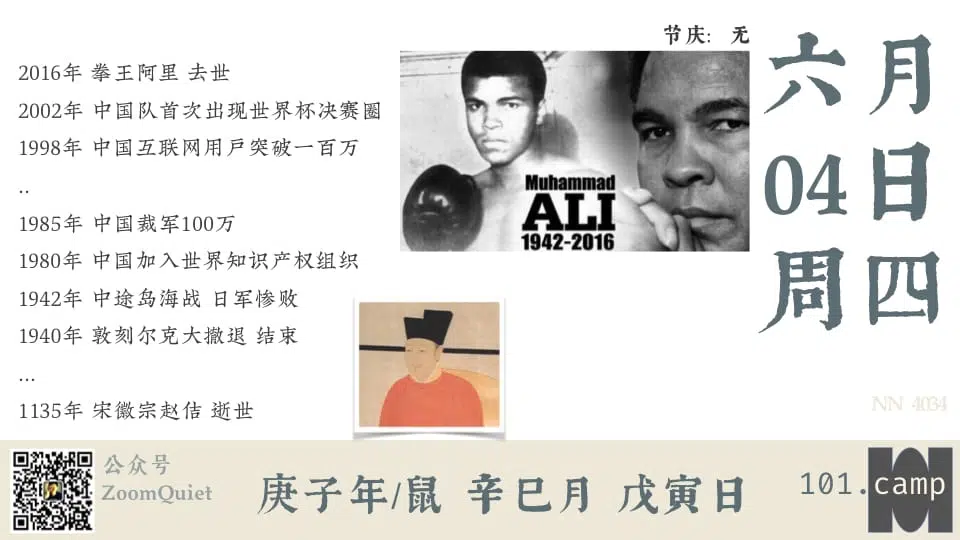 节庆: 无
2016年 拳王阿里 去世
2002年 中国队首次出现世界杯决赛圈
1998年 中国互联网用戶突破一百万
..
1985年 中国裁军100万
1980年 中国加入世界知识产权组织
1942年 中途岛海战 日军惨败
1940年 敦刻尔克大撤退 结束
...
1135年 宋徽宗赵佶 逝世
Muhammad
ALI
1942-2016
六月
04日
周四
NN 4034
公众号
ZoomQuiet
庚子年/鼠 辛巳月 戊寅日
101.camp